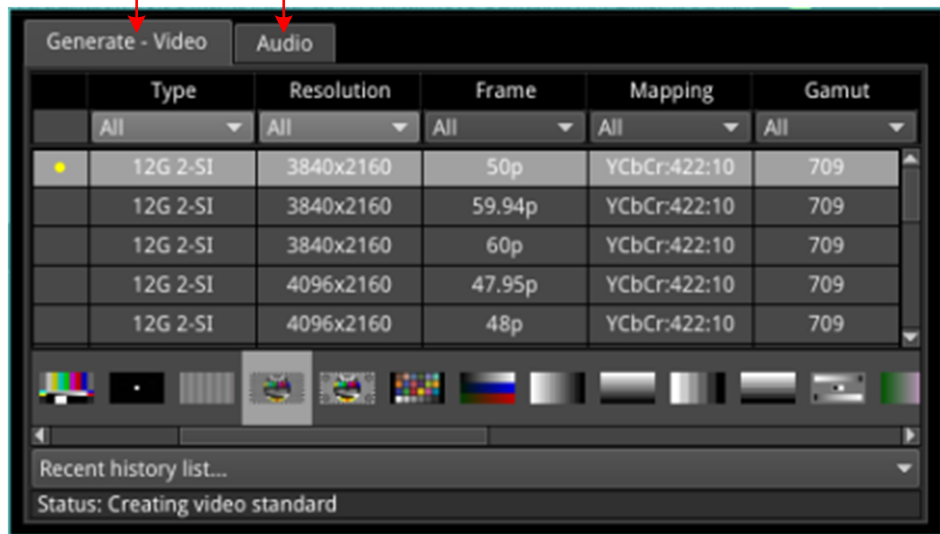 Generate - Video Audio
Type Resolution Frame Mapping Gamut
All All All All All
12G 2-SI 3840x2160 50p YCbCr:422:10 709
12G 2-SI 3840x2160 59.94p YCbCr:422:10 709
12G 2-SI 3840x2160 60p YCbCr:422:10 709
12G 2-SI 4096x2160 47.95p YCbCr:422:10 709
12G 2-SI 4096x2160 48p YCbCr:422:10 709
Recent history list...
Status: Creating video standard